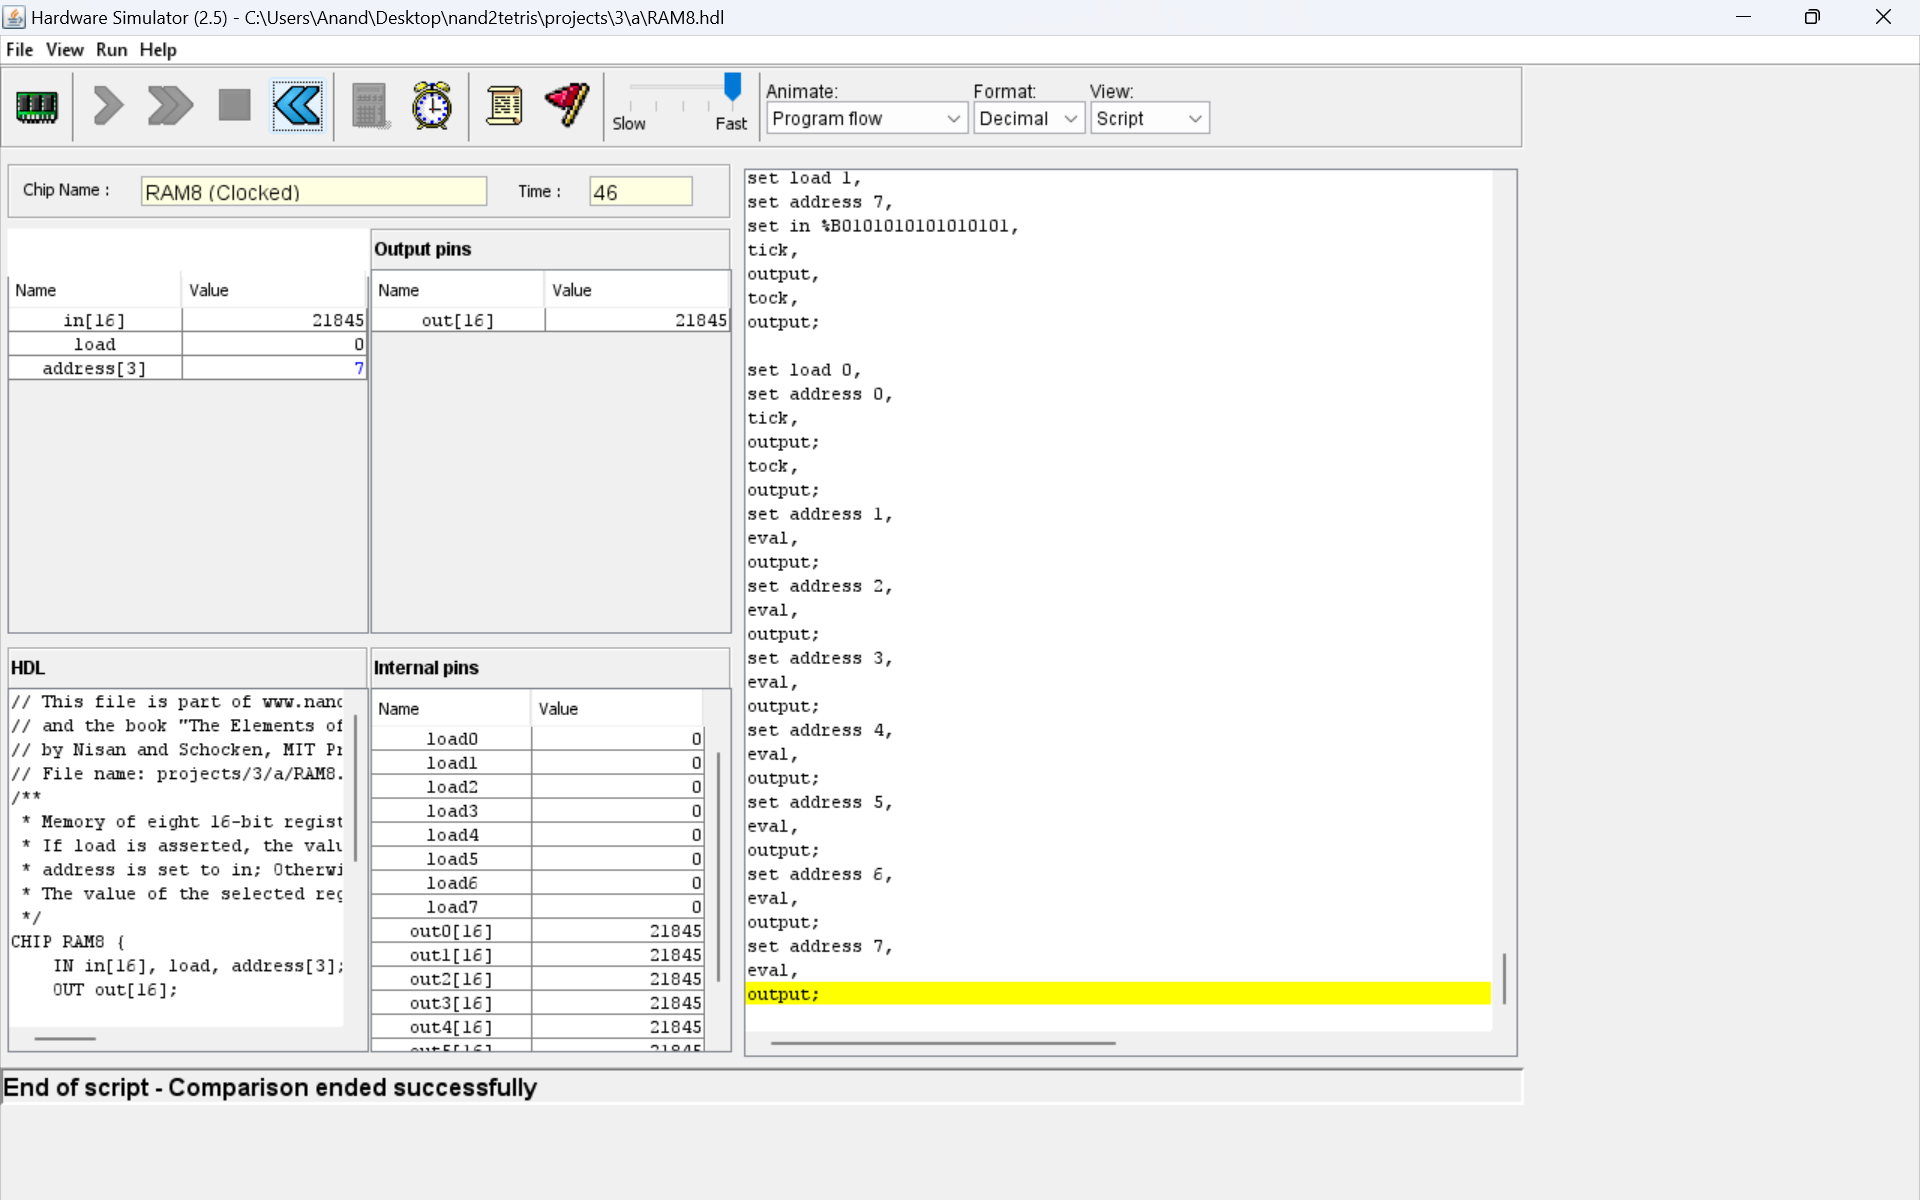 Hardware Simulator (2.5) - C:\Users\Anand\Desktop\nand2tetris\projects\3\a\RAM8.hdl
File View Run Help
Slow Fast
Animate: Format: View:
Program flow Decimal Script
Chip Name : RAM8 (Clocked) Time : 46
Name Value
in[16] 21845
load 0
address[3] 7
Output pins
Name Value
out[16] 21845
HDL
// This file is part of www.nand
// and the book "The Elements of
// by Nisan and Schocken, MIT Pr
// File name: projects/3/a/RAM8.
/**
* Memory of eight 16-bit regist
* If load is asserted, the valu
* address is set to in; Otherwi
* The value of the selected reg
*/
CHIP RAM8 {
IN in[16], load, address[3];
OUT out[16];
Internal pins
Name Value
load0 0
load1 0
load2 0
load3 0
load4 0
load5 0
load6 0
load7 0
out0[16] 21845
out1[16] 21845
out2[16] 21845
out3[16] 21845
out4[16] 21845
out5[16] 21845
set load 1,
set address 7,
set in %B0101010101010101,
tick,
output,
tock,
output;
set load 0,
set address 0,
tick,
output;
tock,
output;
set address 1,
eval,
output;
set address 2,
eval,
output;
set address 3,
eval,
output;
set address 4,
eval,
output;
set address 5,
eval,
output;
set address 6,
eval,
output;
set address 7,
eval,
output;
End of script - Comparison ended successfully